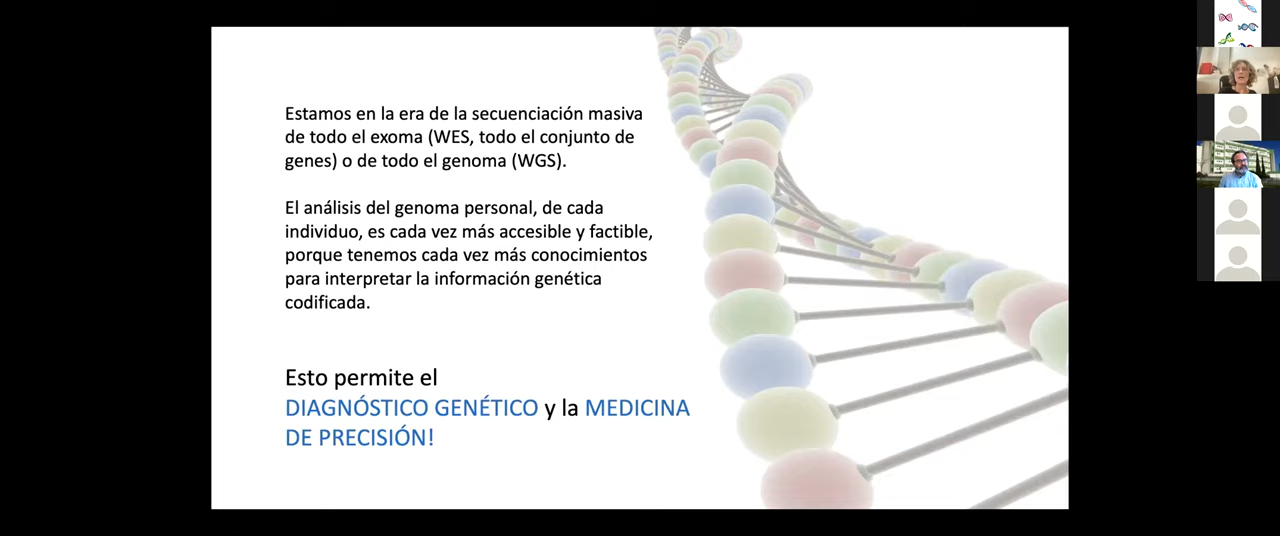 Estamos en la era de la secuenciación masiva
de todo el exoma (WES, todo el conjunto de
genes) o de todo el genoma (WGS).
El análisis del genoma personal, de cada
individuo, es cada vez más accesible y factible,
porque tenemos cada vez más conocimientos
para interpretar la información genética
codificada.
Esto permite el
DIAGNÓSTICO GENÉTICO y la MEDICINA
DE PRECISIÓN!